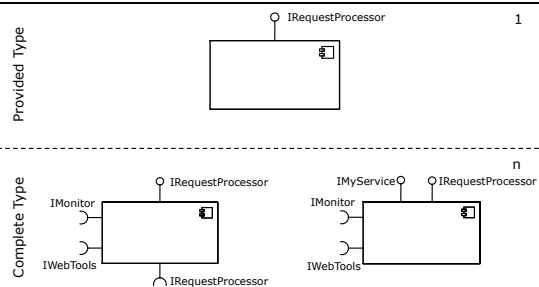 IRequestProcessor
1
Provided Type
n
Complete Type
IRequestProcessor
IMonitor
IWebTools
IRequestProcessor
IMyService
IRequestProcessor
IMonitor
IWebTools